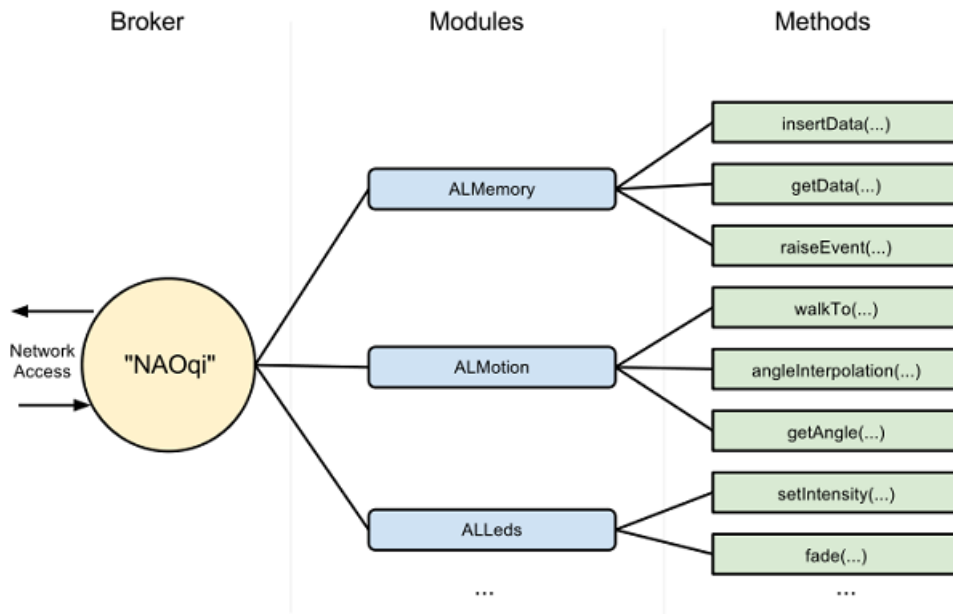 Broker
Modules
Methods
insertData(...)
ALMemory
getData(...)
raiseEvent(...)
walkTo(...)
Network
Access
"NAOqi"
ALMotion
angleInterpolation(...)
getAngle(...)
setIntensity(...)
ALLeds
fade(...)
...
...